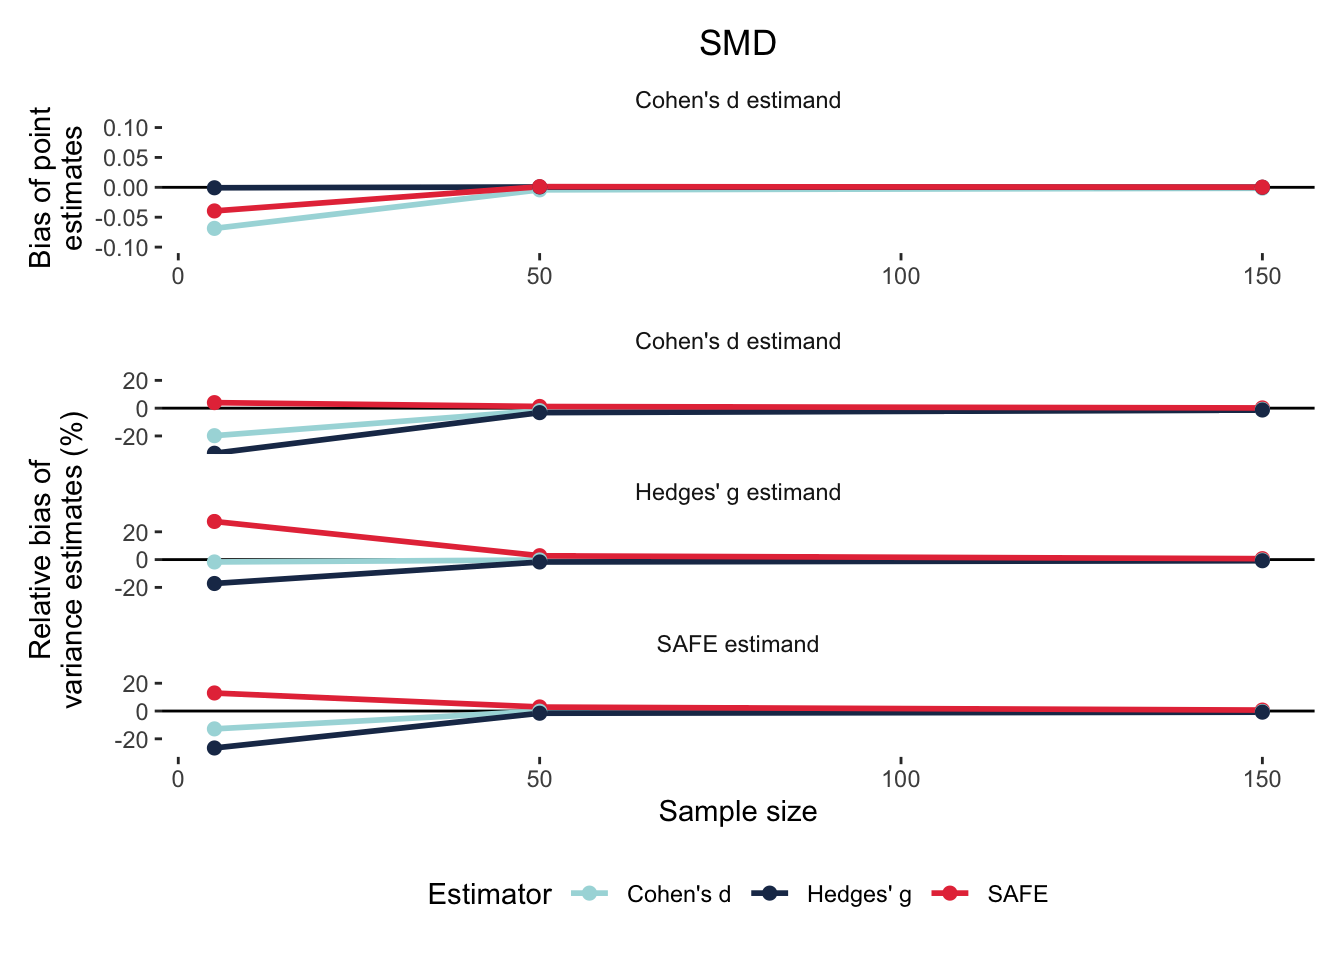 SMD
Cohen's d estimand
Bias of point
estimates
0.10
0.05
0.00
-0.05
-0.10
0 50 100 150
Cohen's d estimand
Relative bias of
variance estimates (%)
20
0
-20
Hedges' g estimand
20
0
-20
SAFE estimand
20
0
-20
0 50 100 150
Sample size
Estimator Cohen's d Hedges' g SAFE